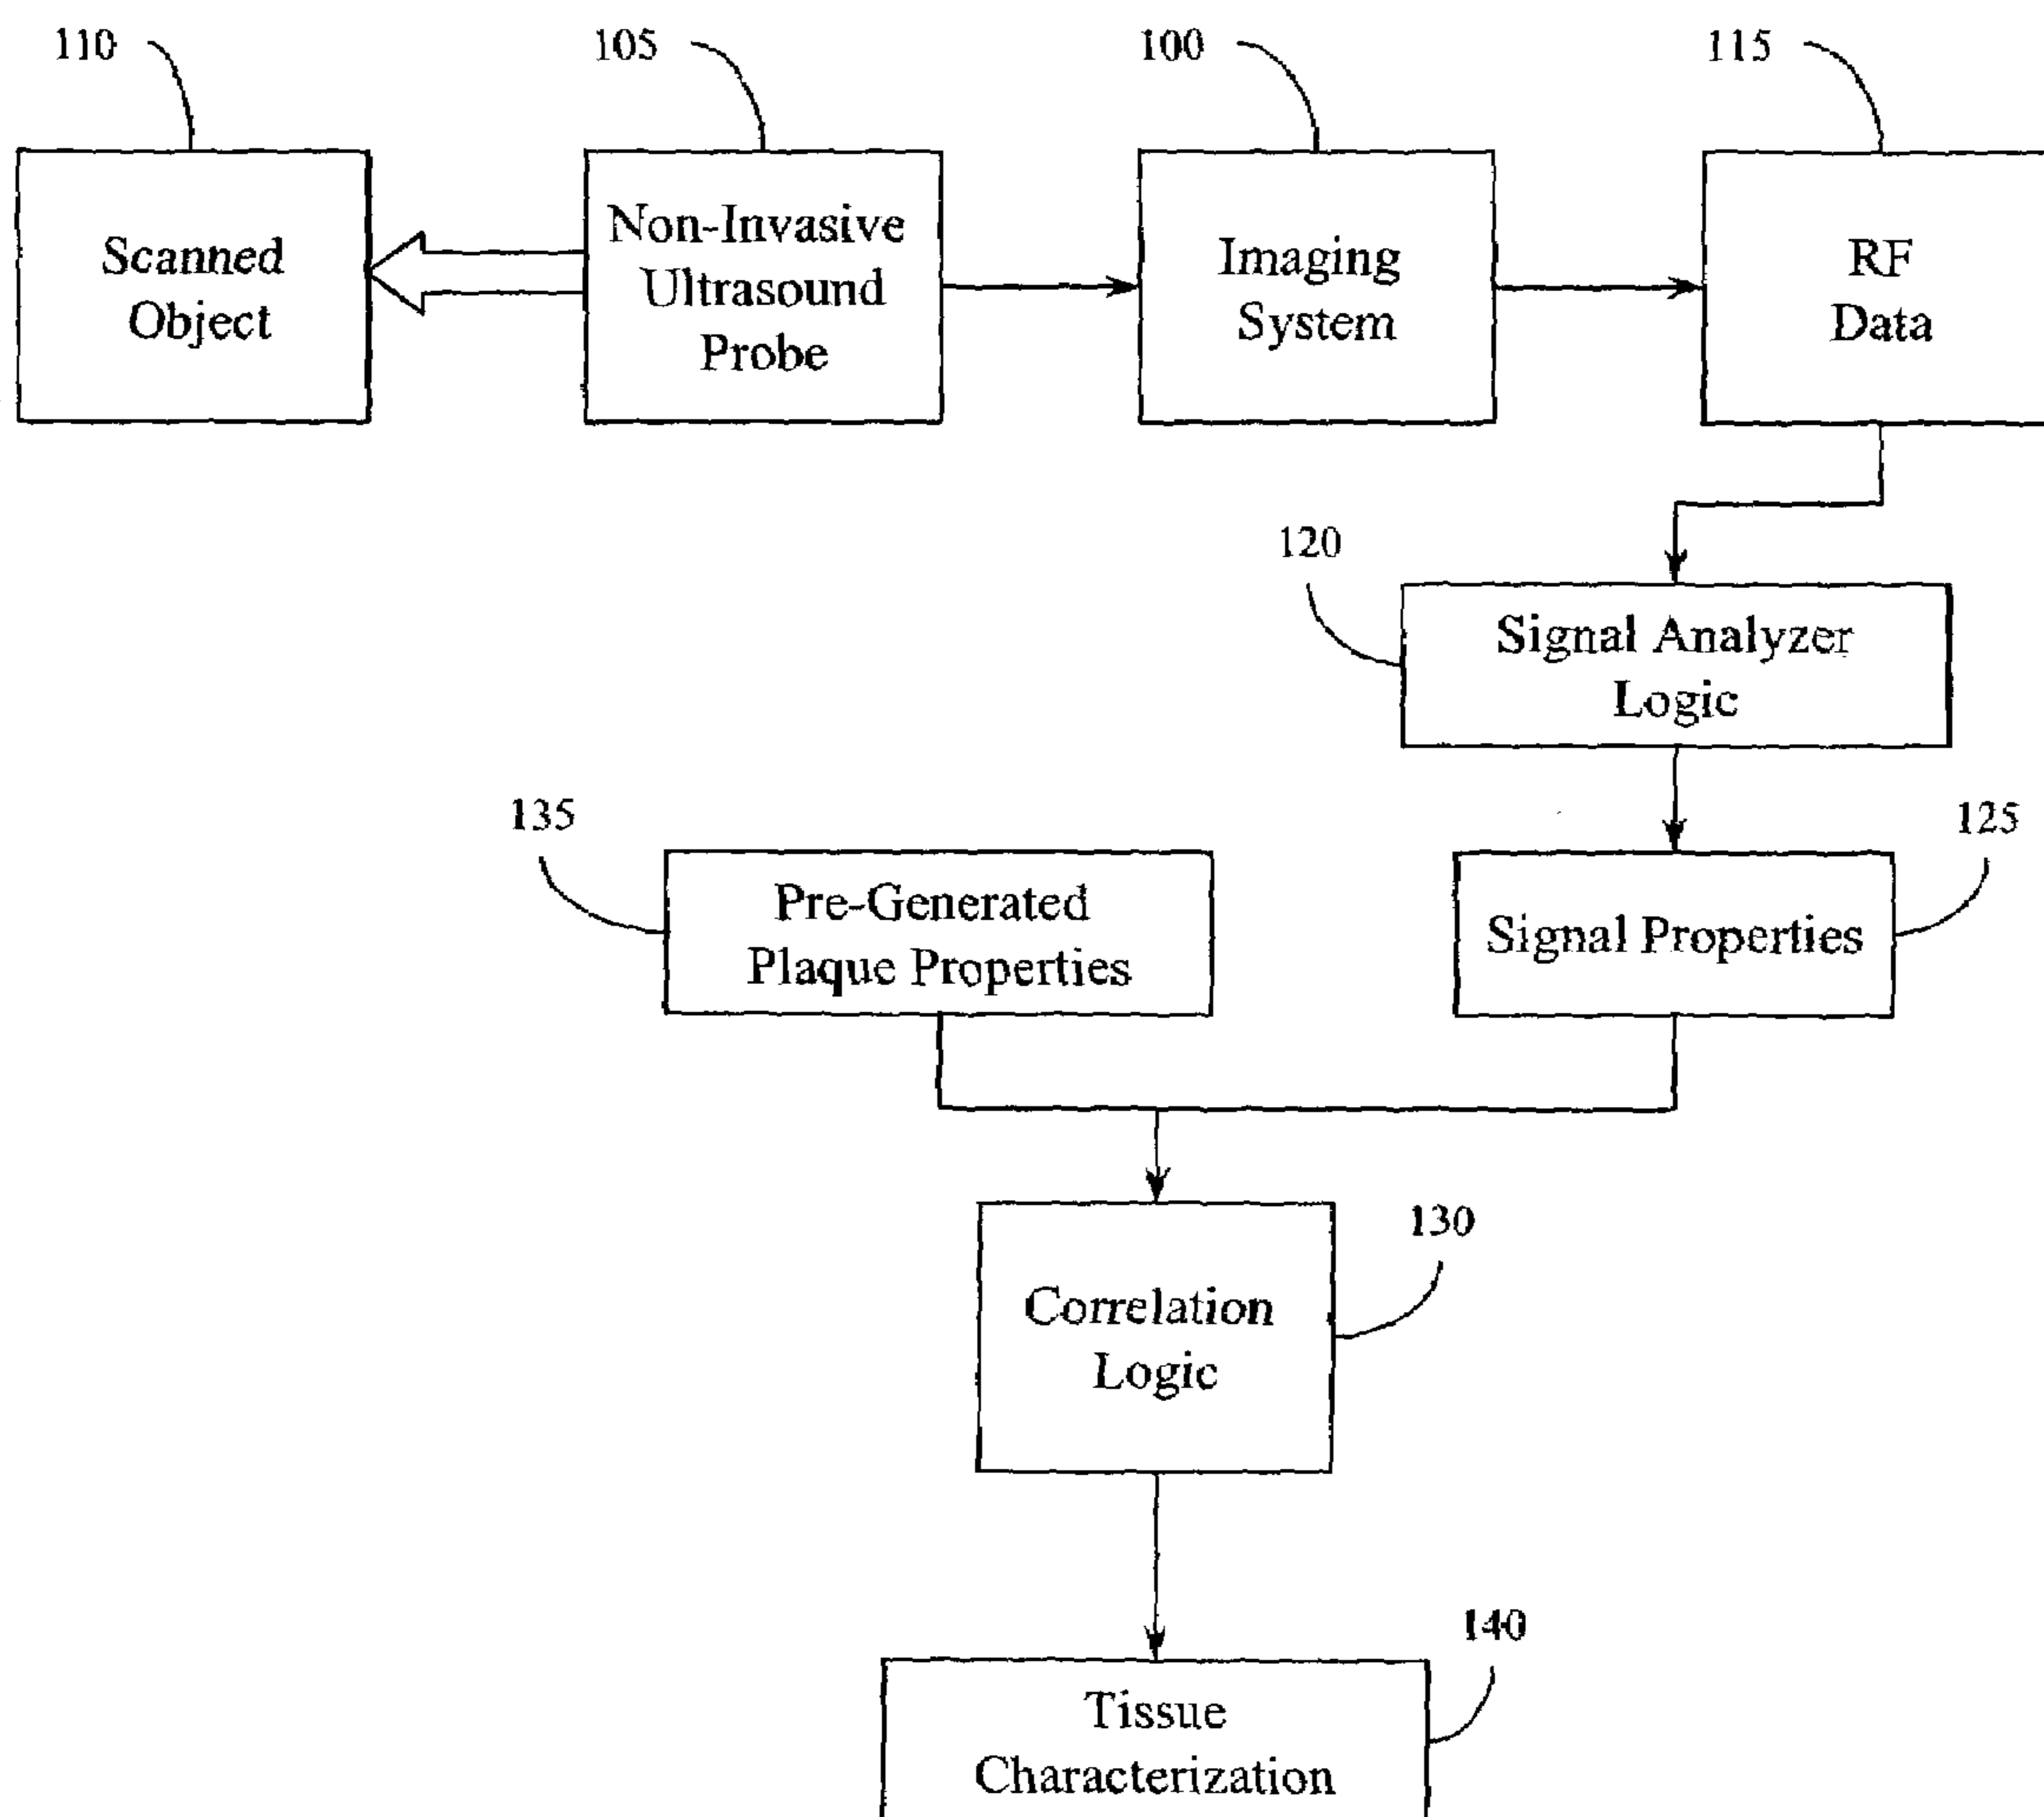 110
105
100
115
Scanned
Object
Non-Invasive
Ultrasound
Probe
Imaging
System
RF
Data
120
Signal Analyzer
Logic
135
125
Pre-Generated
Plaque Properties
Signal Properties
130
Correlation
Logic
140
Tissue
Characterization